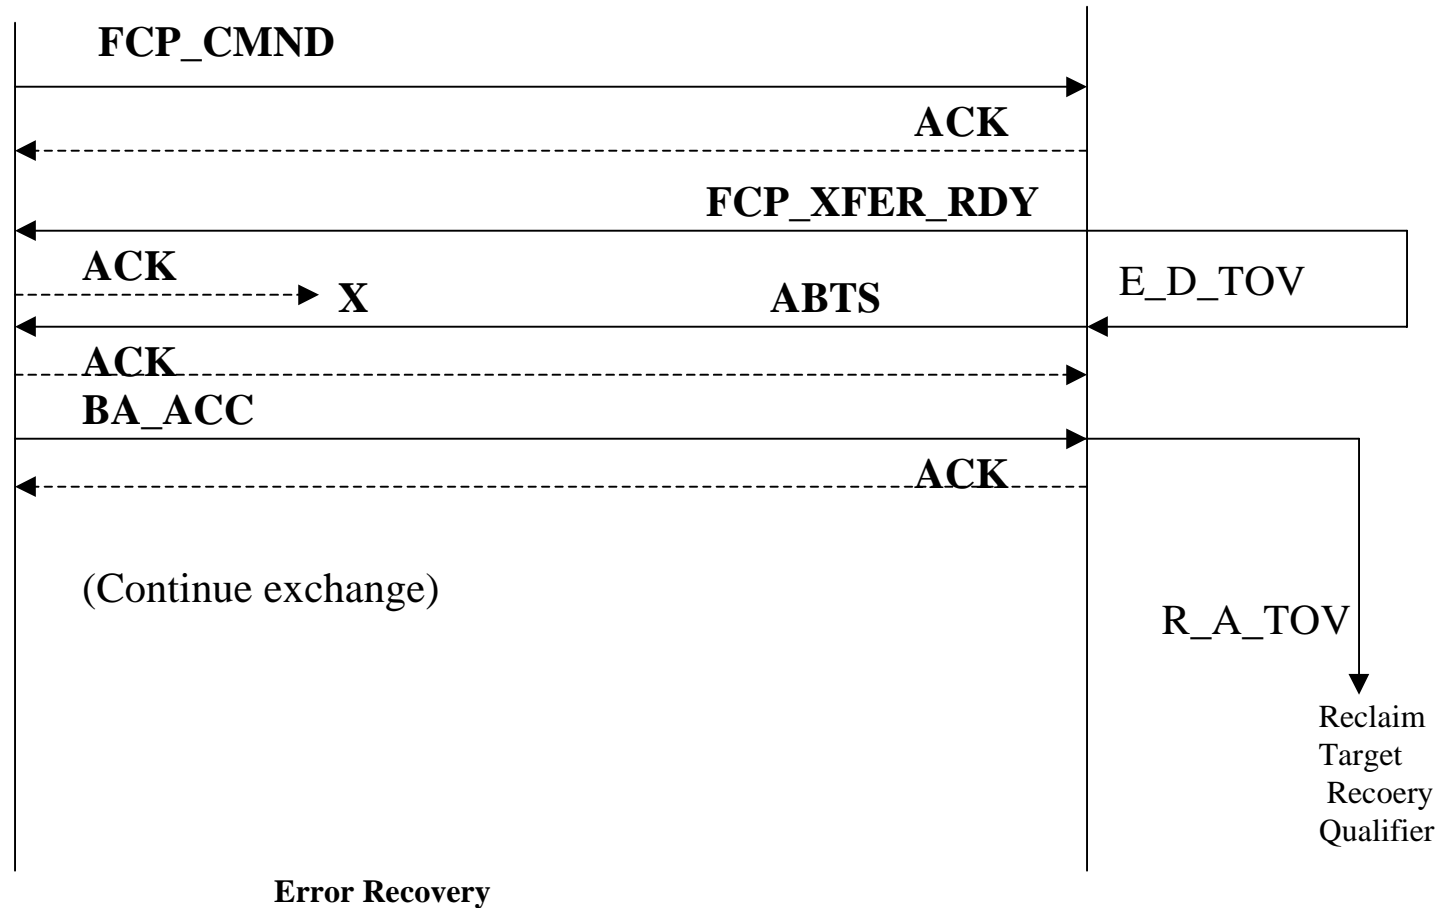 FCP_CMND
ACK
FCP_XFER_RDY
ACK
X
ABTS
E_D_TOV
ACK
BA_ACC
ACK
(Continue exchange)
R_A_TOV
Reclaim
Target
Recoery
Qualifier
Error Recovery